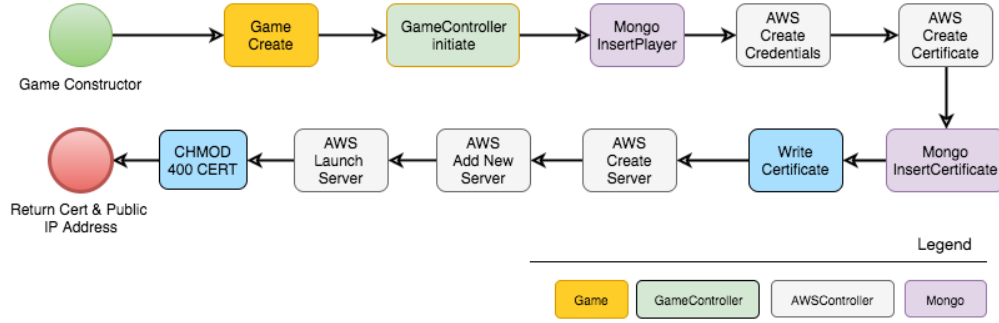 Game Constructor
Game
Create
GameController
initiate
Mongo
InsertPlayer
AWS
Create
Credentials
AWS
Create
Certificate
Return Cert & Public
IP Address
CHMOD
400 CERT
AWS
Launch
Server
AWS
Add New
Server
AWS
Create
Server
Write
Certificate
Mongo
InsertCertificate
Legend
Game
GameController
AWSController
Mongo